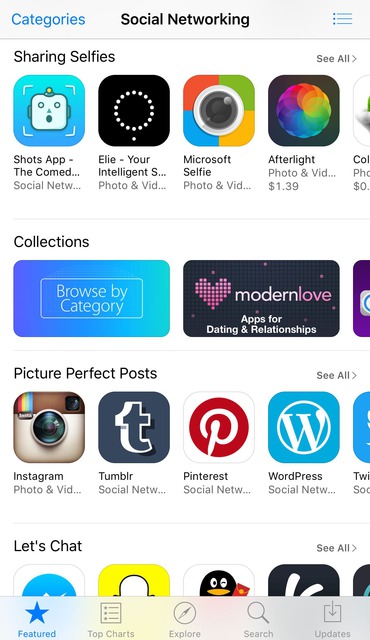 Categories
Social Networking
Sharing Selfies
See All >
Shots App -
The Comed...
Social Netw...
Elie - Your
Intelligent S...
Photo & Vid...
Microsoft
Selfie
Photo & Vid...
Afterlight
Photo & Vid...
$1.39
Col
Pho
$0.
Collections
Browse by
Category
modernlove
Apps for
Dating & Relationships
Picture Perfect Posts
See All >
Insta
Instagram
Photo & Vid...
t
Tumblr
Social Netw...
Pinterest
Social Netw...
W
WordPress
Social Netw...
Twi
Soc
Let's Chat
See All >
Featured
Top Charts
Explore
Search
Updates